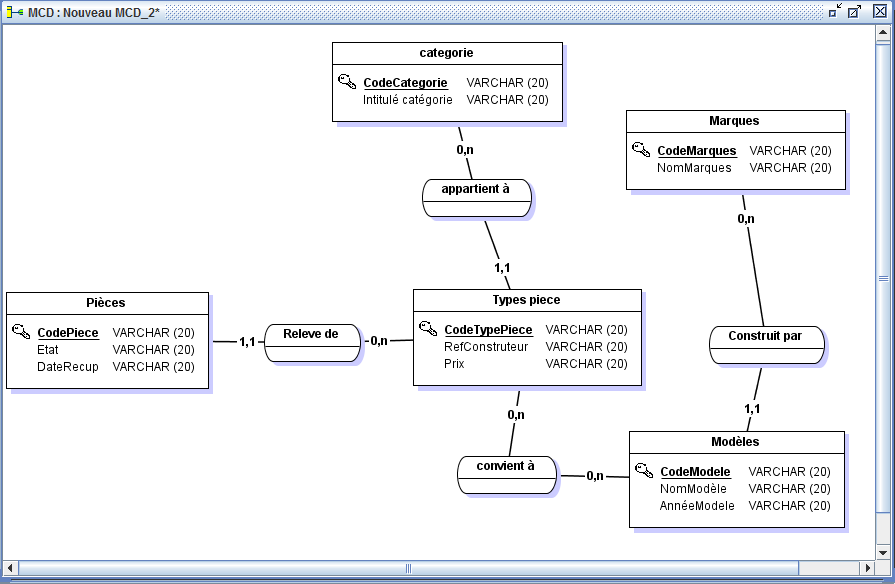 MCD : Nouveau MCD_2*
categorie
CodeCategorie VARCHAR (20)
Intitulé catégorie VARCHAR (20)
0,n
appartient à
1,1
Marques
CodeMarques VARCHAR (20)
NomMarques VARCHAR (20)
0,n
Construit par
1,1
Pièces
CodePiece VARCHAR (20)
Etat VARCHAR (20)
DateRecup VARCHAR (20)
1,1
Releve de
0,n
Types piece
CodeTypePiece VARCHAR (20)
RefConstruteur VARCHAR (20)
Prix VARCHAR (20)
0,n
convient à
0,n
Modèles
CodeModele VARCHAR (20)
NomModèle VARCHAR (20)
AnnéeModele VARCHAR (20)